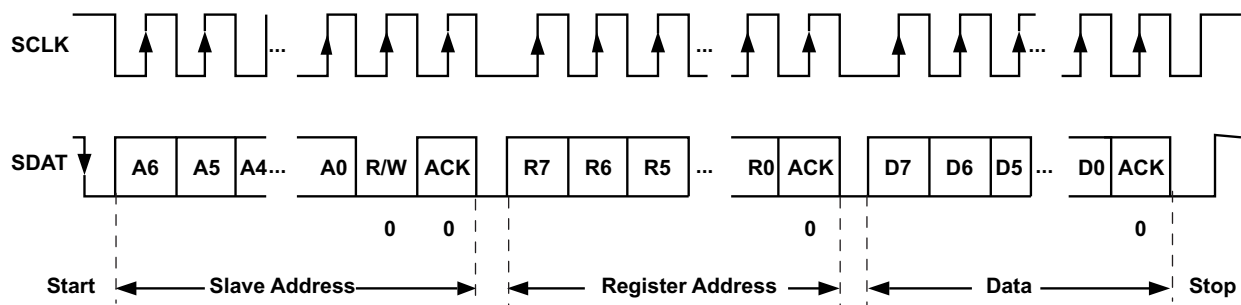 SCLK ... ... ...
SDAT A6 A5 A4... A0 R/W ACK R7 R6 R5 ... R0 ACK D7 D6 D5 ... D0 ACK
0 0 0 0
Start Slave Address Register Address Data Stop